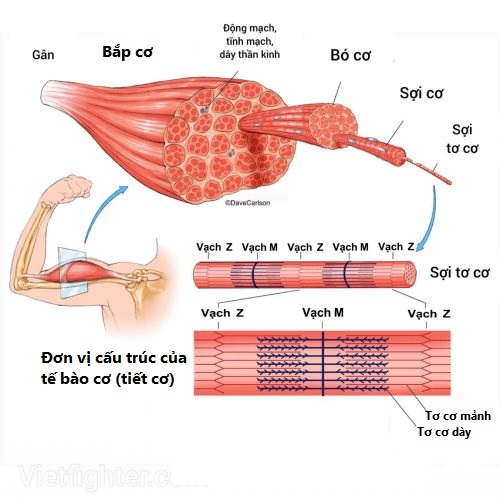 Động mạch,
tĩnh mạch,
dây thần kinh
Gân
Bắp cơ
Bó cơ
Sợi cơ
Sợi
tơ cơ
©DaveCarlson
Vạch Z
Vạch M
Vạch Z
Vạch M
Vạch Z
Sợi tơ cơ
Vạch Z
Vạch M
Vạch Z
Đơn vị cấu trúc của
tế bào cơ (tiết cơ)
Tơ cơ mảnh
Tơ cơ dày
Vietfighter.c